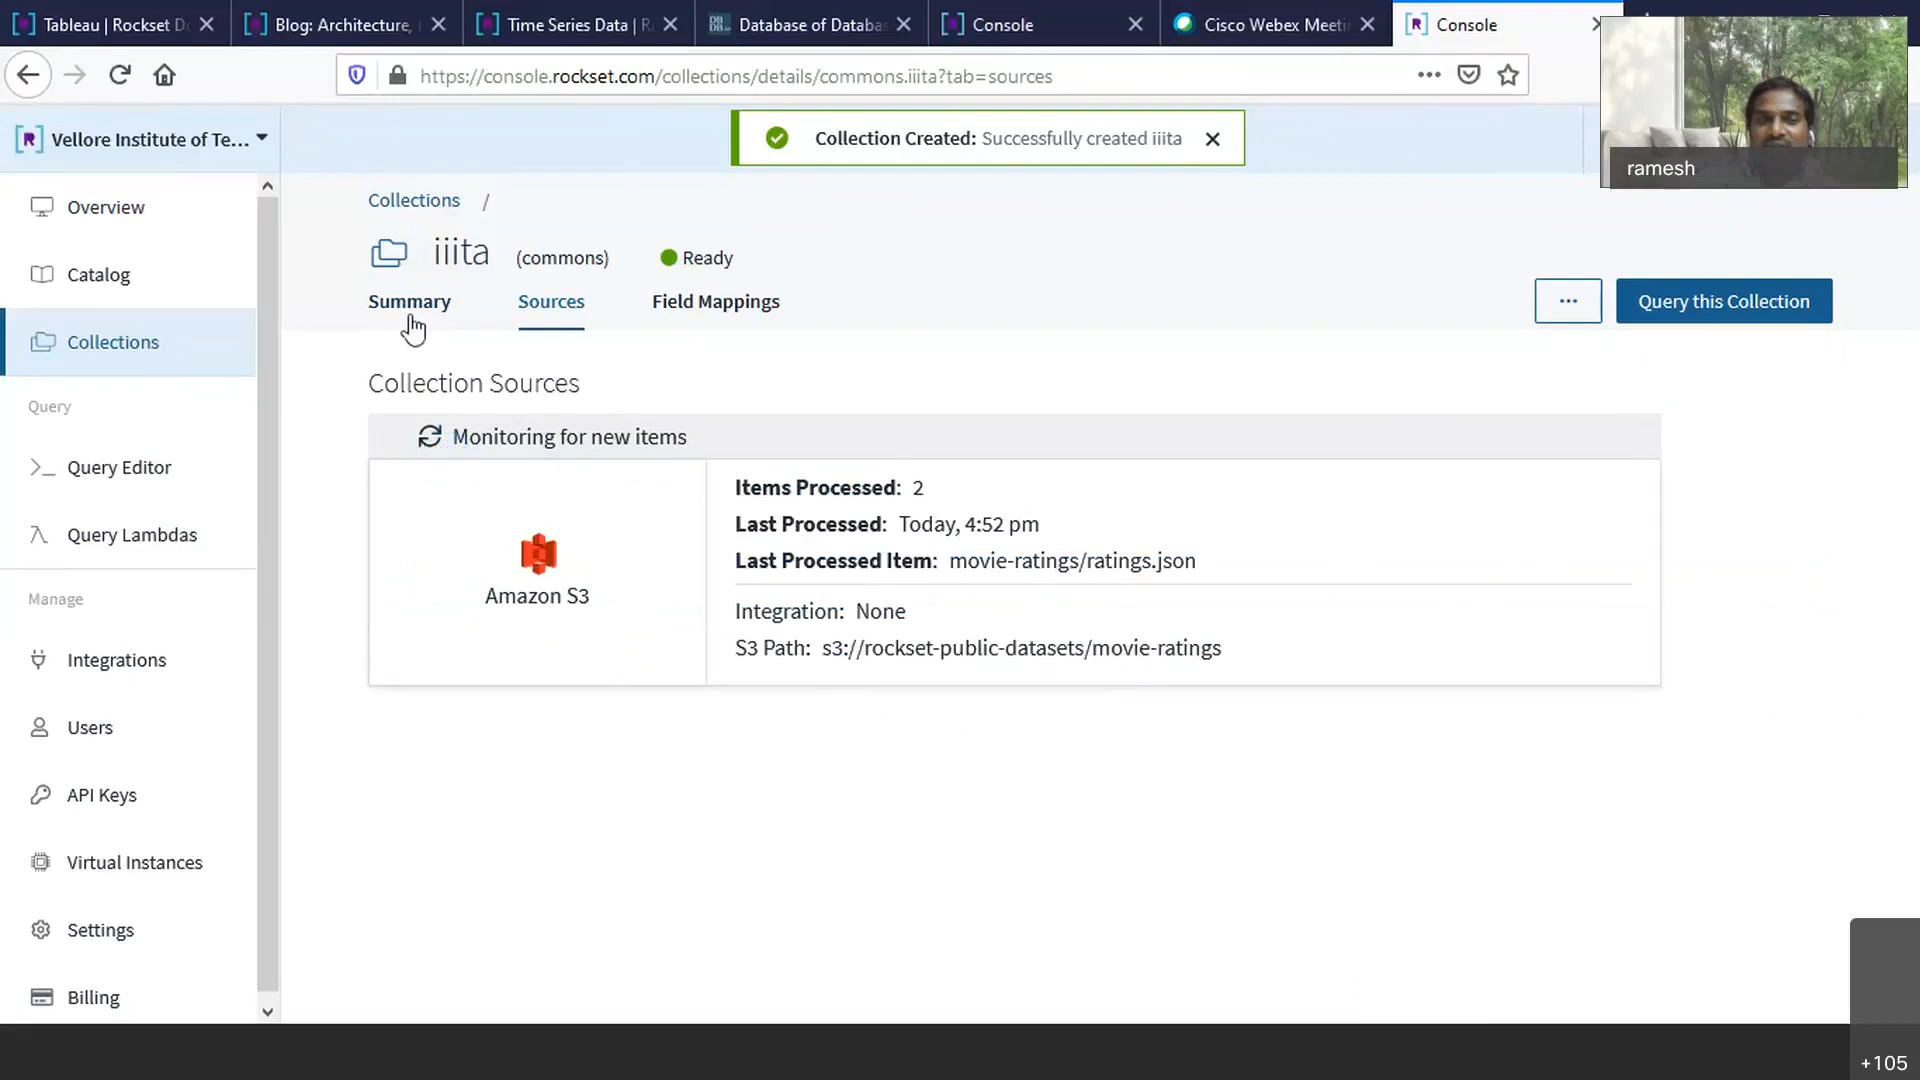 Tableau | Rockset D
Blog: Architecture,
Time Series Data | R
Database of Databa
Console
Cisco Webex Meeti
Console
https://console.rockset.com/collections/details/commons.iiita?tab=sources
ramesh
[R] Vellore Institute of Te...
Collection Created: Successfully created iiita
Overview
Catalog
Collections
Query
Query Editor
Query Lambdas
Manage
Integrations
Users
API Keys
Virtual Instances
Settings
Billing
Collections /
iiita (commons) Ready
Summary Sources Field Mappings
... Query this Collection
Collection Sources
Monitoring for new items
Amazon S3
Items Processed: 2
Last Processed: Today, 4:52 pm
Last Processed Item: movie-ratings/ratings.json
Integration: None
S3 Path: s3://rockset-public-datasets/movie-ratings
+105